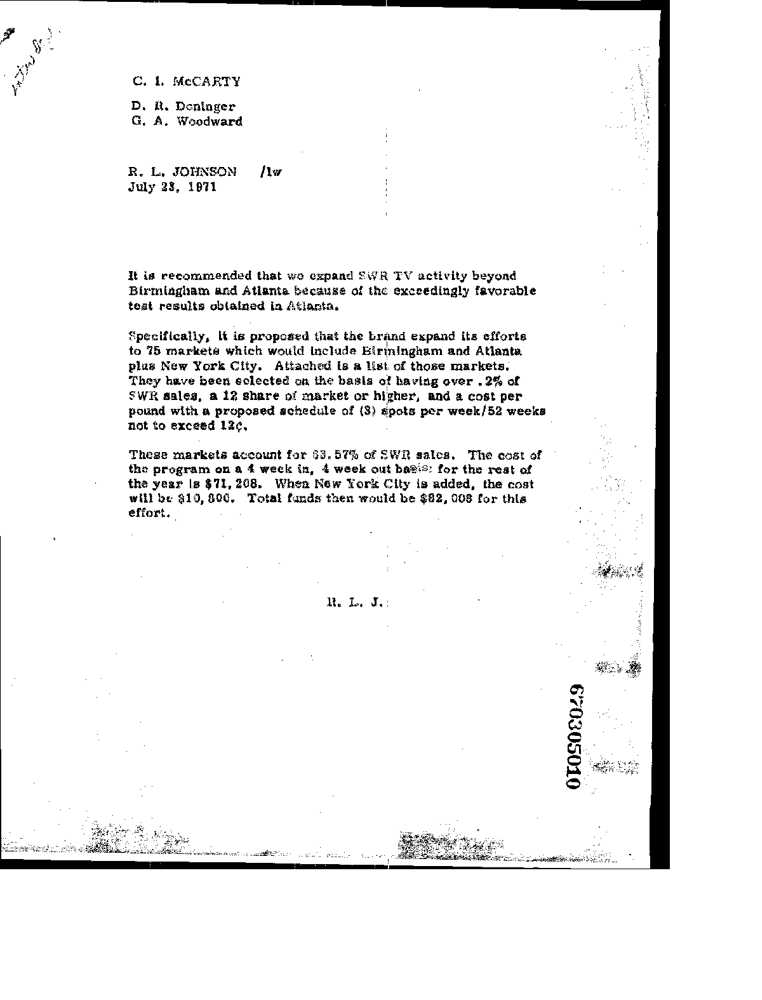 C. I. McCARTY
D. R. Deninger
G. A. Woodward
R. L. JOHNSON /lw
July 23, 1971
It is recommended that we expand SWR TV activity beyond
Birmingham and Atlanta because of the exceedingly favorable
test results obtained in Atlanta.
Specifically, it is proposed that the brand expand its efforts
to 75 markets which would include Birmingham and Atlanta
plus New York City. Attached is a list of those markets.
They have been selected on the basis of having over .2% of
SWR sales, a 12 share of market or higher, and a cost per
pound with a proposed schedule of (3) spots per week/52 weeks
not to exceed 12¢.
These markets account for 63.57% of SWR sales. The cost of
the program on a 4 week in, 4 week out basis: for the rest of
the year is $71,208. When New York City is added, the cost
will be $10,800. Total funds then would be $82,008 for this
effort.
R. L. J.
670305010